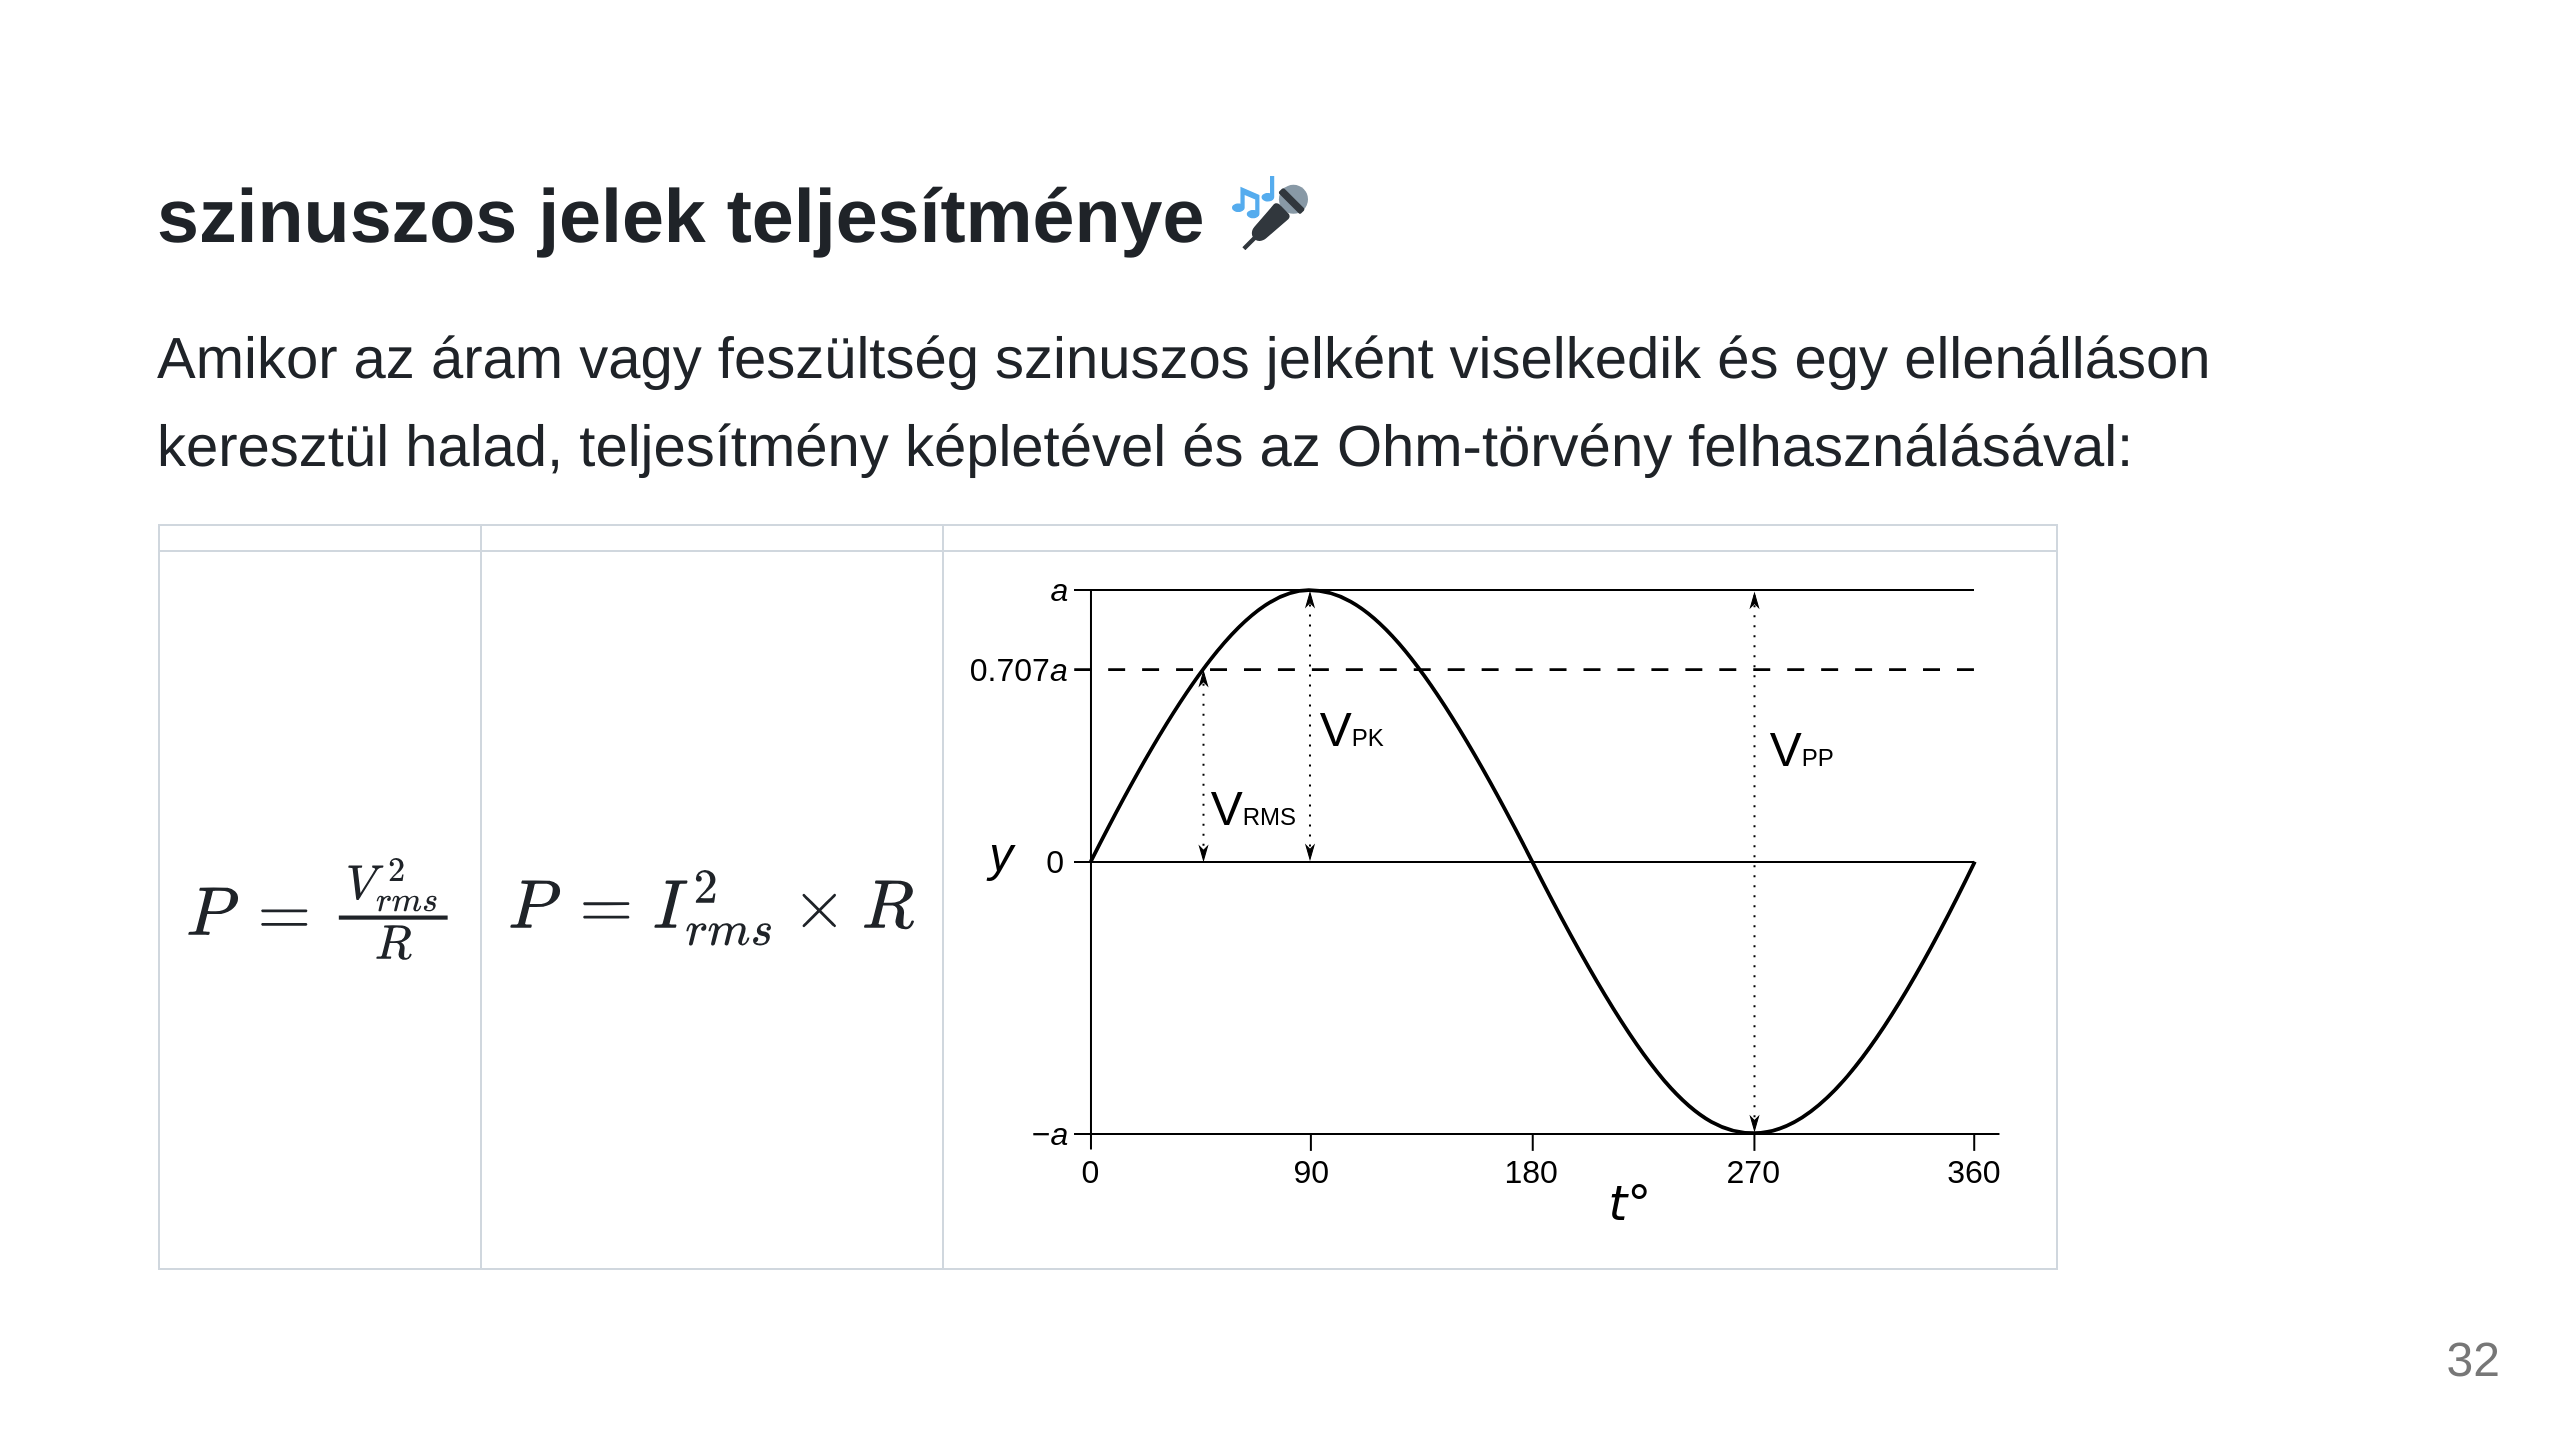 szinuszos jelek teljesítménye 🎤
Amikor az áram vagy feszültség szinuszos jelként viselkedik és egy ellenálláson
keresztül halad, teljesítmény képletével és az Ohm-törvény felhasználásával:
P = V²rms / R
P = I²rms × R
a
0.707a
VPK
VPP
VRMS
y 0
−a
0 90 180 270 360
t°
32